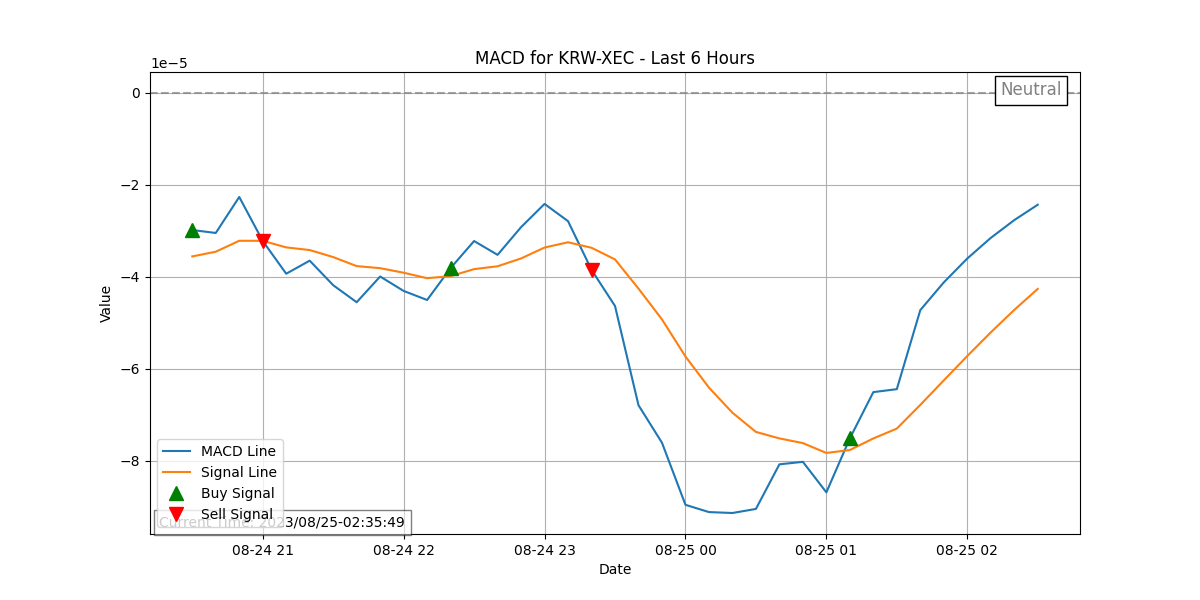 MACD for KRW-XEC - Last 6 Hours
1e−5
Neutral
0
−2
−4
−6
−8
Value
MACD Line
Signal Line
Buy Signal
Sell Signal
Current Time: 2023/08/25-02:35:49
08-24 21
08-24 22
08-24 23
08-25 00
08-25 01
08-25 02
Date